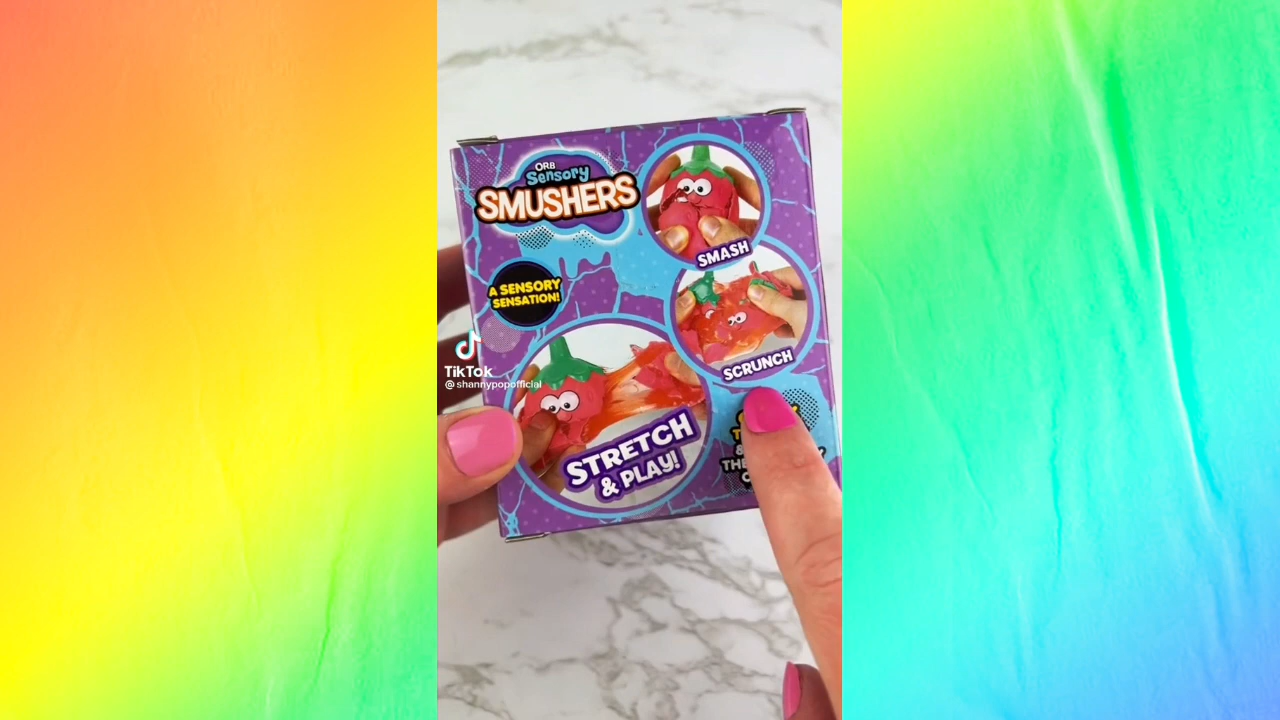 ORB
Sensory
SMUSHERS
SMASH
A SENSORY
SENSATION!
SCRUNCH
STRETCH
& PLAY!
TikTok
@shannypopofficial